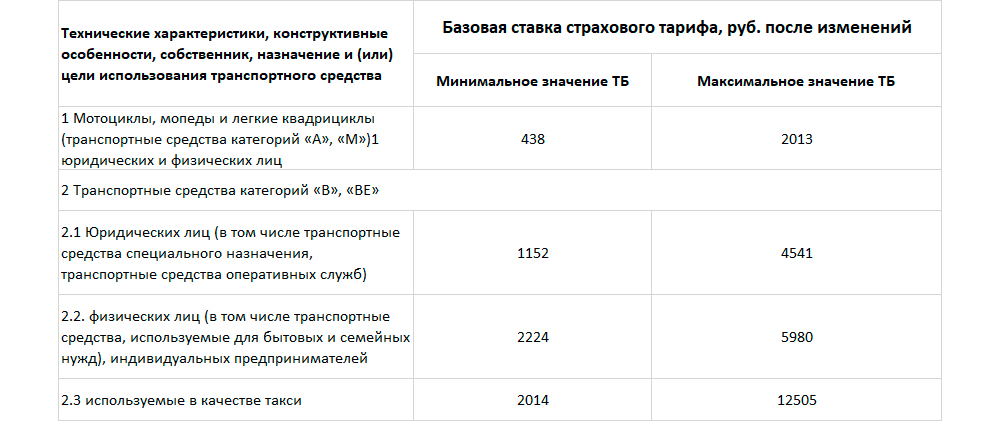 Технические характеристики, конструктивные
особенности, собственник, назначение и (или)
цели использования транспортного средства
Базовая ставка страхового тарифа, руб. после изменений
Минимальное значение ТБ
Максимальное значение ТБ
1 Мотоциклы, мопеды и легкие квадрициклы
(транспортные средства категорий «А», «М»)1
юридических и физических лиц
438
2013
2 Транспортные средства категорий «В», «ВЕ»
2.1 Юридических лиц (в том числе транспортные
средства специального назначения,
транспортные средства оперативных служб)
1152
4541
2.2. физических лиц (в том числе транспортные
средства, используемые для бытовых и семейных
нужд), индивидуальных предпринимателей
2224
5980
2.3 используемые в качестве такси
2014
12505